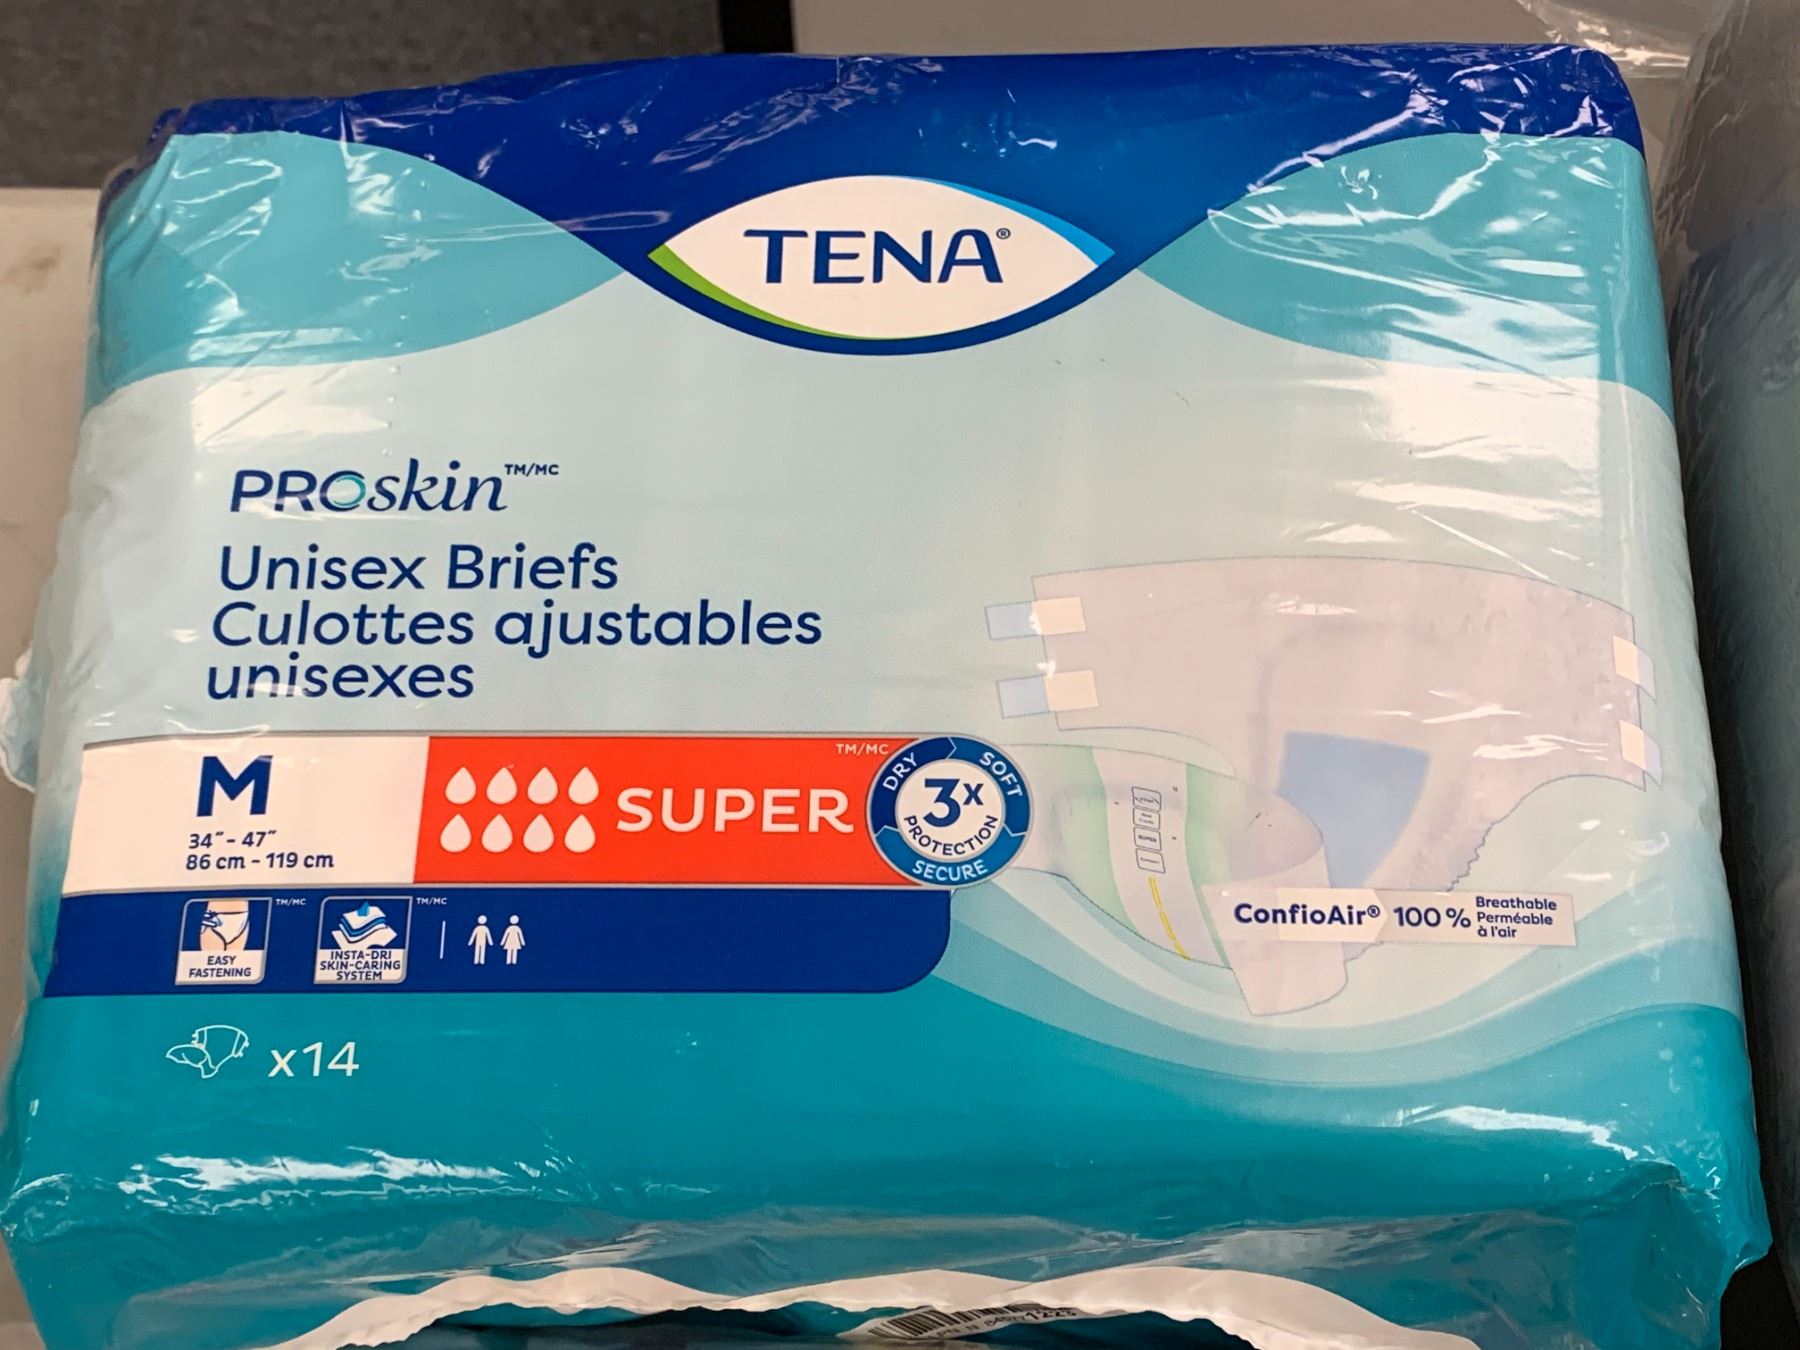 TENA®
PROskin™/MC
Unisex Briefs
Culottes ajustables
unisexes
M
34" - 47"
86 cm - 119 cm
SUPER
TM/MC
DRY
SOFT
3x
PROTECTION
SECURE
EASY
FASTENING
TM/MC
INSTA-DRI
SKIN-CARING
SYSTEM
TM/MC
ConfioAir® 100%
Breathable
Perméable
à l'air
x14